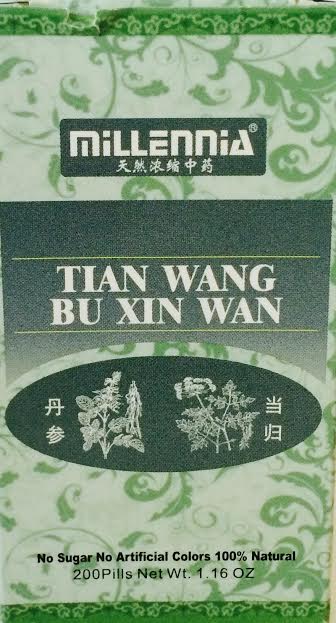 MiLLENNiA®
天然浓缩中药
TIAN WANG
BU XIN WAN
丹参
当归
No Sugar No Artificial Colors 100% Natural
200Pills Net Wt. 1.16 OZ